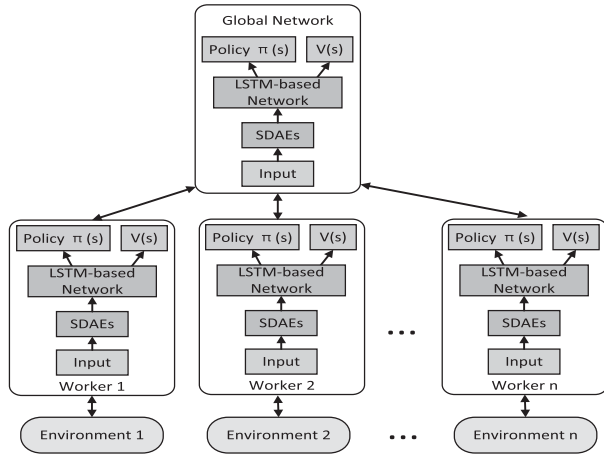 Global Network
Policy π (s)
V(s)
LSTM-based
Network
SDAEs
Input
Policy π (s)
V(s)
LSTM-based
Network
SDAEs
Input
Worker 1
Policy π (s)
V(s)
LSTM-based
Network
SDAEs
Input
Worker 2
...
Policy π (s)
V(s)
LSTM-based
Network
SDAEs
Input
Worker n
Environment 1
Environment 2
...
Environment n